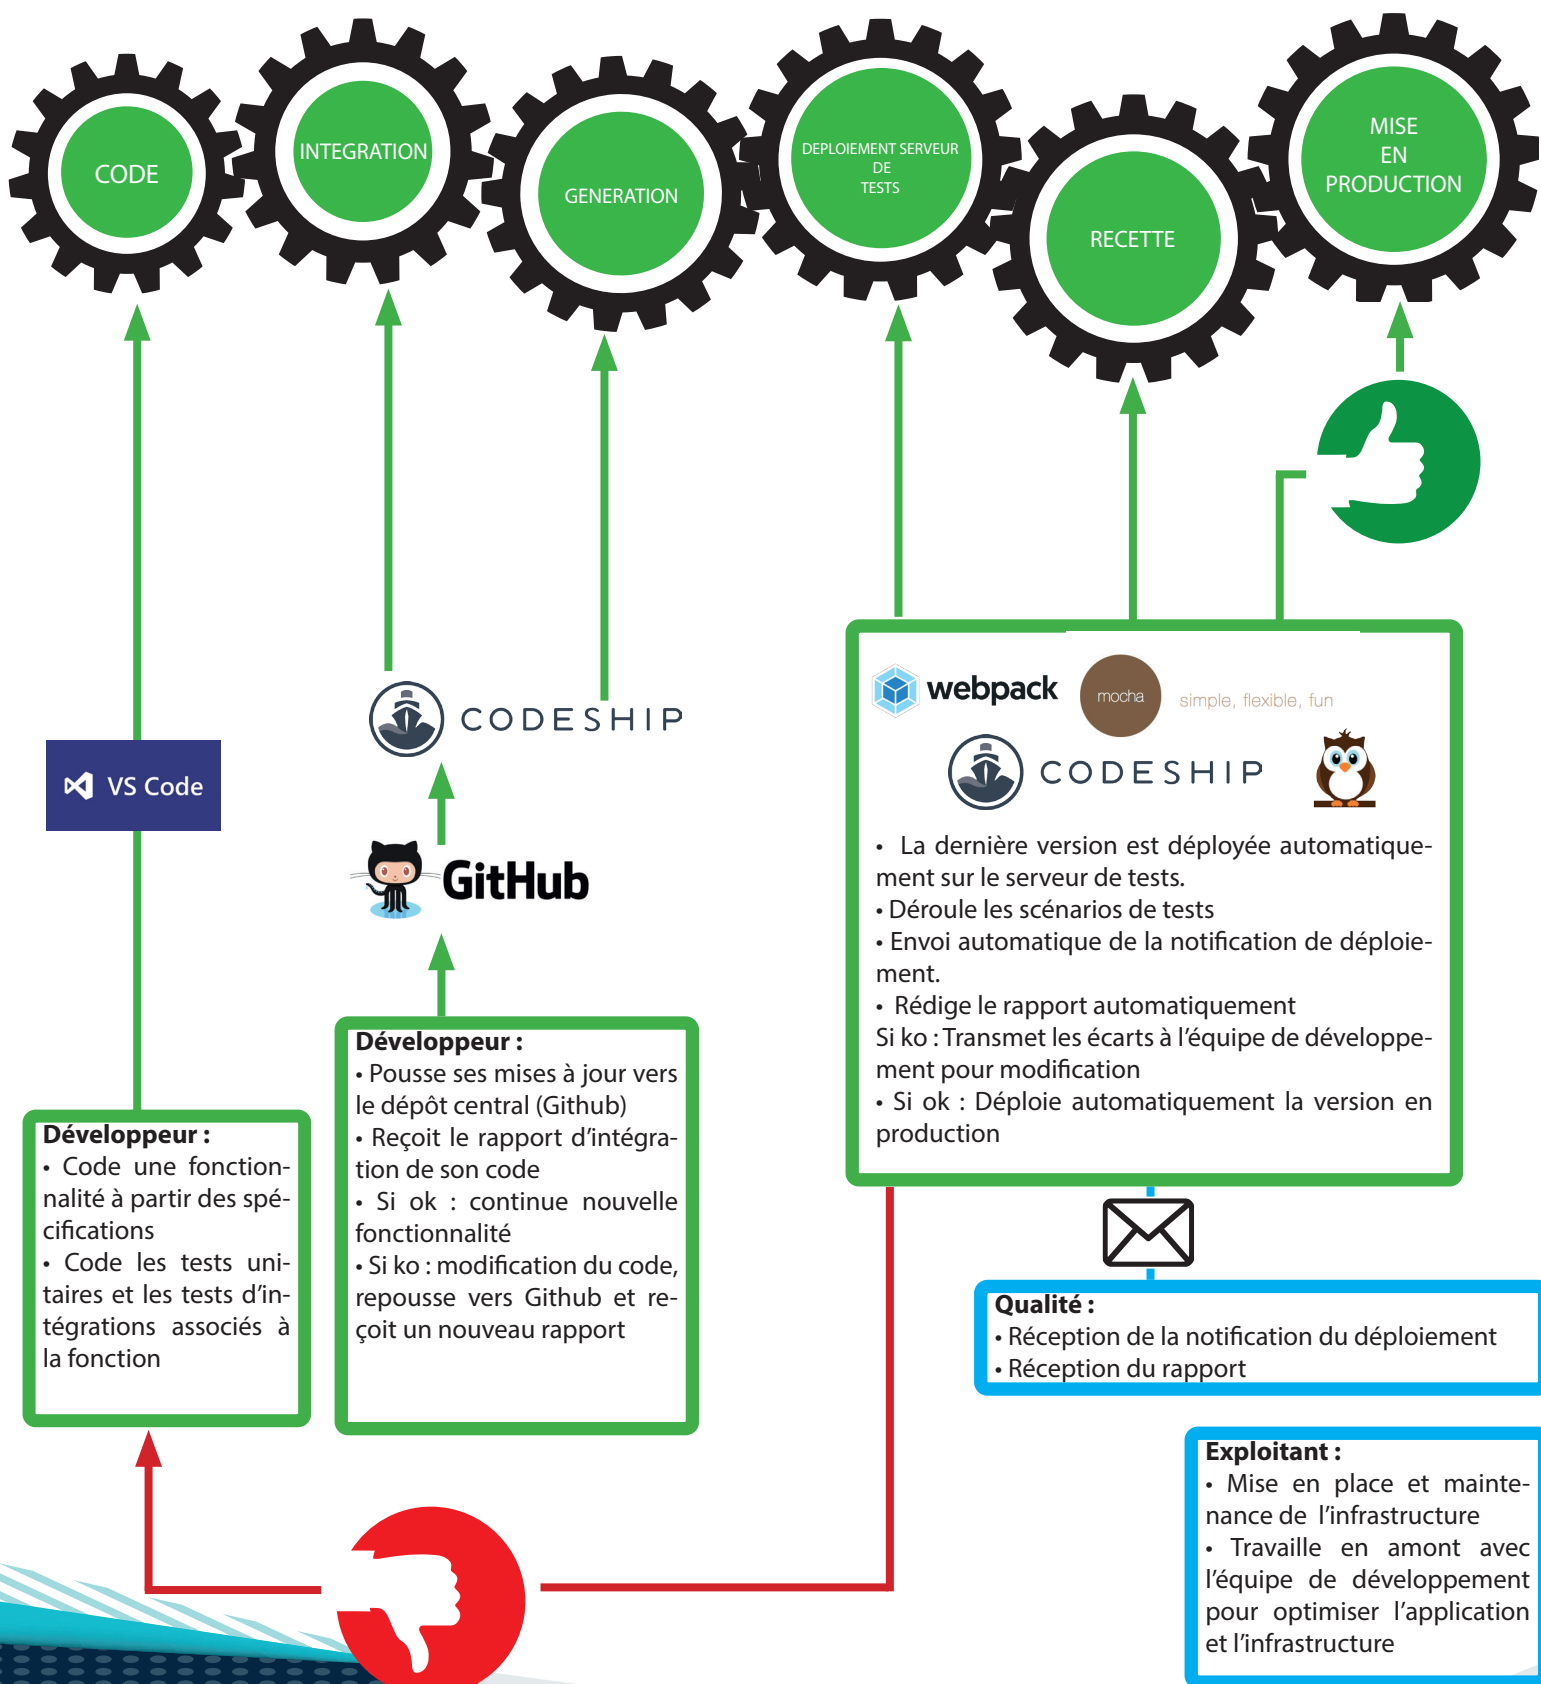 CODE
INTEGRATION
GENERATION
DEPLOIEMENT SERVEUR
DE
TESTS
RECETTE
MISE
EN
PRODUCTION
VS Code
CODESHIP
GitHub
webpack
mocha
simple, flexible, fun
CODESHIP
• La dernière version est déployée automatique-
ment sur le serveur de tests.
• Déroule les scénarios de tests
• Envoi automatique de la notification de déploie-
ment.
• Rédige le rapport automatiquement
Si ko : Transmet les écarts à l’équipe de développe-
ment pour modification
• Si ok : Déploie automatiquement la version en
production
Développeur :
• Code une fonction-
nalité à partir des spé-
cifications
• Code les tests uni-
taires et les tests d’in-
tégrations associés à
la fonction
Développeur :
• Pousse ses mises à jour vers
le dépôt central (Github)
• Reçoit le rapport d’intégra-
tion de son code
• Si ok : continue nouvelle
fonctionnalité
• Si ko : modification du code,
repousse vers Github et re-
çoit un nouveau rapport
Qualité :
• Réception de la notification du déploiement
• Réception du rapport
Exploitant :
• Mise en place et mainte-
nance de l’infrastructure
• Travaille en amont avec
l’équipe de développement
pour optimiser l’application
et l’infrastructure